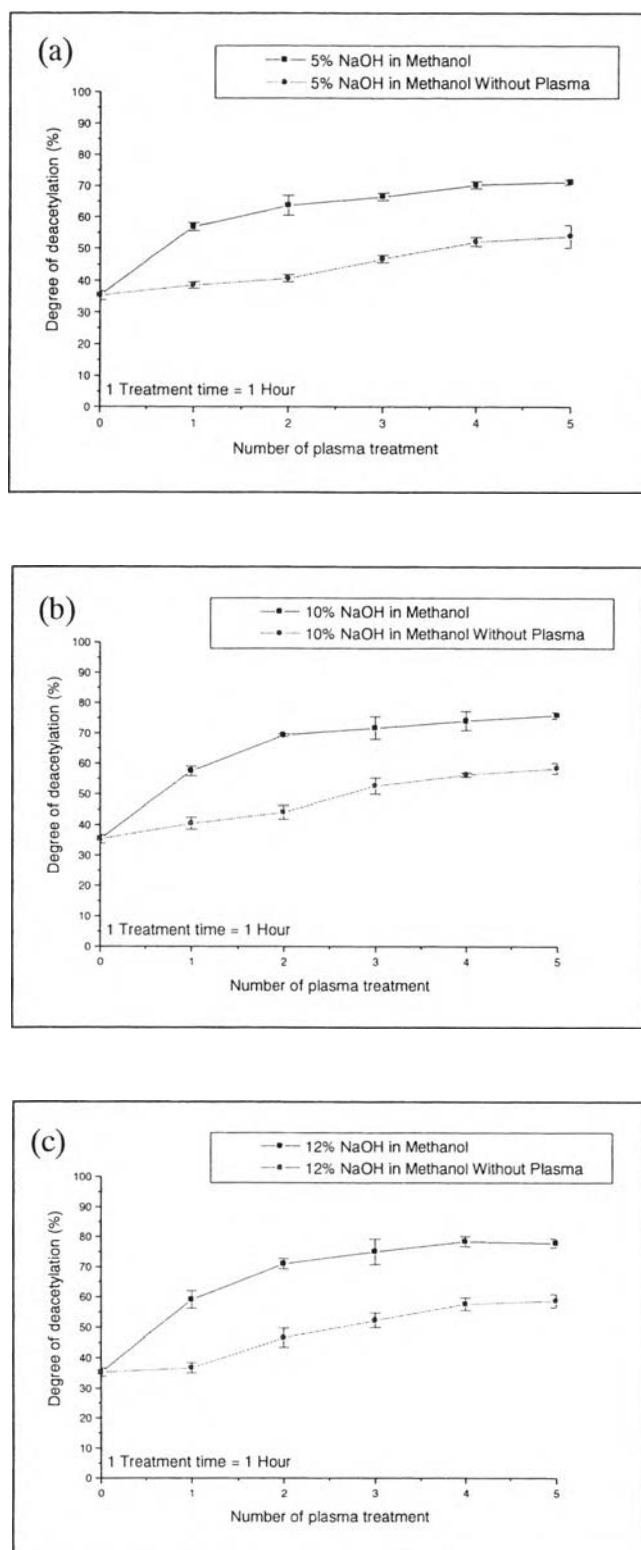 (a)
5% NaOH in Methanol
5% NaOH in Methanol Without Plasma
100
90
80
70
60
50
40
30
20
10
0
Degree of deacetylation (%)
1 Treatment time = 1 Hour
0 1 2 3 4 5
Number of plasma treatment
(b)
10% NaOH in Methanol
10% NaOH in Methanol Without Plasma
100
90
80
70
60
50
40
30
20
10
0
Degree of deacetylation (%)
1 Treatment time = 1 Hour
0 1 2 3 4 5
Number of plasma treatment
(c)
12% NaOH in Methanol
12% NaOH in Methanol Without Plasma
100
90
80
70
60
50
40
30
20
10
0
Degree of deacetylation (%)
1 Treatment time = 1 Hour
0 1 2 3 4 5
Number of plasma treatment